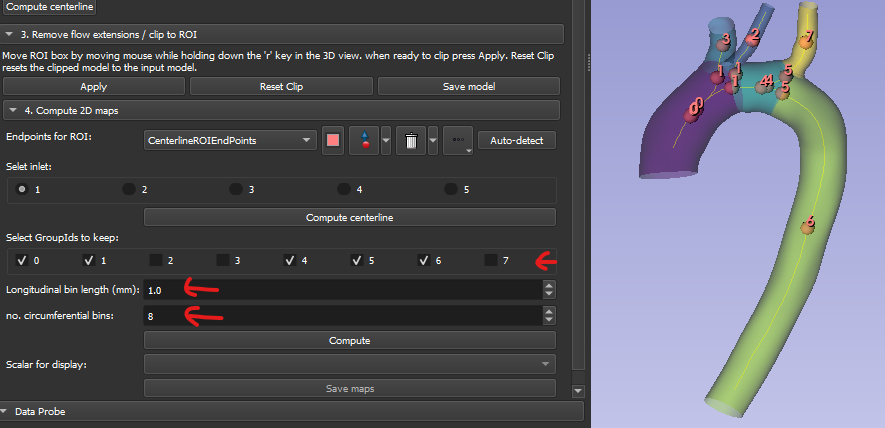 Compute centerline
3. Remove flow extensions / clip to ROI
Move ROI box by moving mouse while holding down the 'r' key in the 3D view. when ready to clip press Apply. Reset Clip
resets the clipped model to the input model.
Apply Reset Clip Save model
4. Compute 2D maps
Endpoints for ROI: CenterlineROIEndPoints Auto-detect
Selet inlet:
1 2 3 4 5
Compute centerline
Select GroupIds to keep:
0 1 2 3 4 5 6 7
Longitudinal bin length (mm): 1.0
no. circumferential bins: 8
Compute
Scalar for display:
Save maps
Data Probe
3 2 7
1 1 1 4 4 5 5
0 0
6